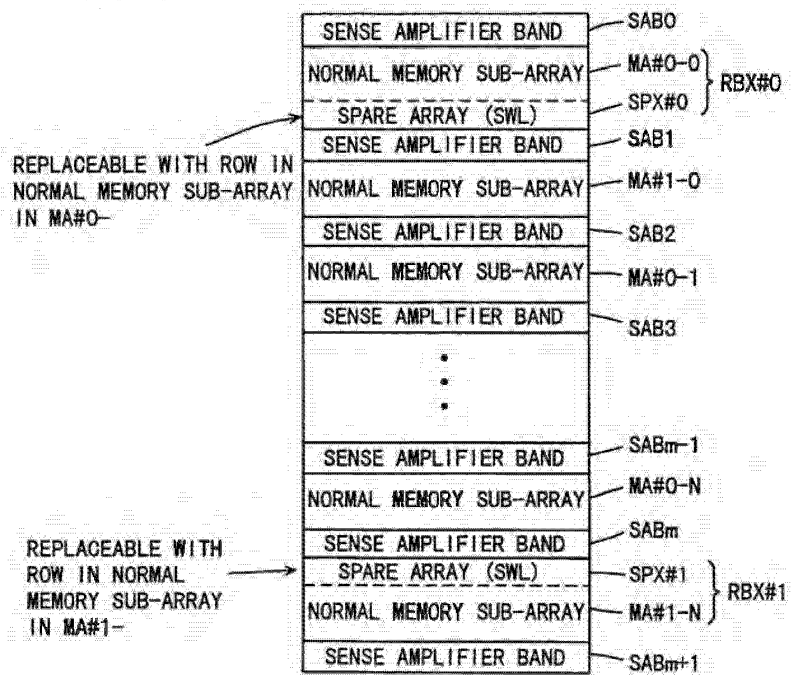 SENSE AMPLIFIER BAND SAB0
NORMAL MEMORY SUB-ARRAY MA#0-0
RBX#0
SPARE ARRAY (SWL) SPX#0
SENSE AMPLIFIER BAND SAB1
REPLACEABLE WITH ROW IN
NORMAL MEMORY SUB-ARRAY
IN MA#0-
NORMAL MEMORY SUB-ARRAY MA#1-0
SENSE AMPLIFIER BAND SAB2
NORMAL MEMORY SUB-ARRAY MA#0-1
SENSE AMPLIFIER BAND SAB3
SENSE AMPLIFIER BAND SABm-1
NORMAL MEMORY SUB-ARRAY MA#0-N
SENSE AMPLIFIER BAND SABm
REPLACEABLE WITH
ROW IN NORMAL
MEMORY SUB-ARRAY
IN MA#1-
SPARE ARRAY (SWL) SPX#1
RBX#1
NORMAL MEMORY SUB-ARRAY MA#1-N
SENSE AMPLIFIER BAND SABm+1